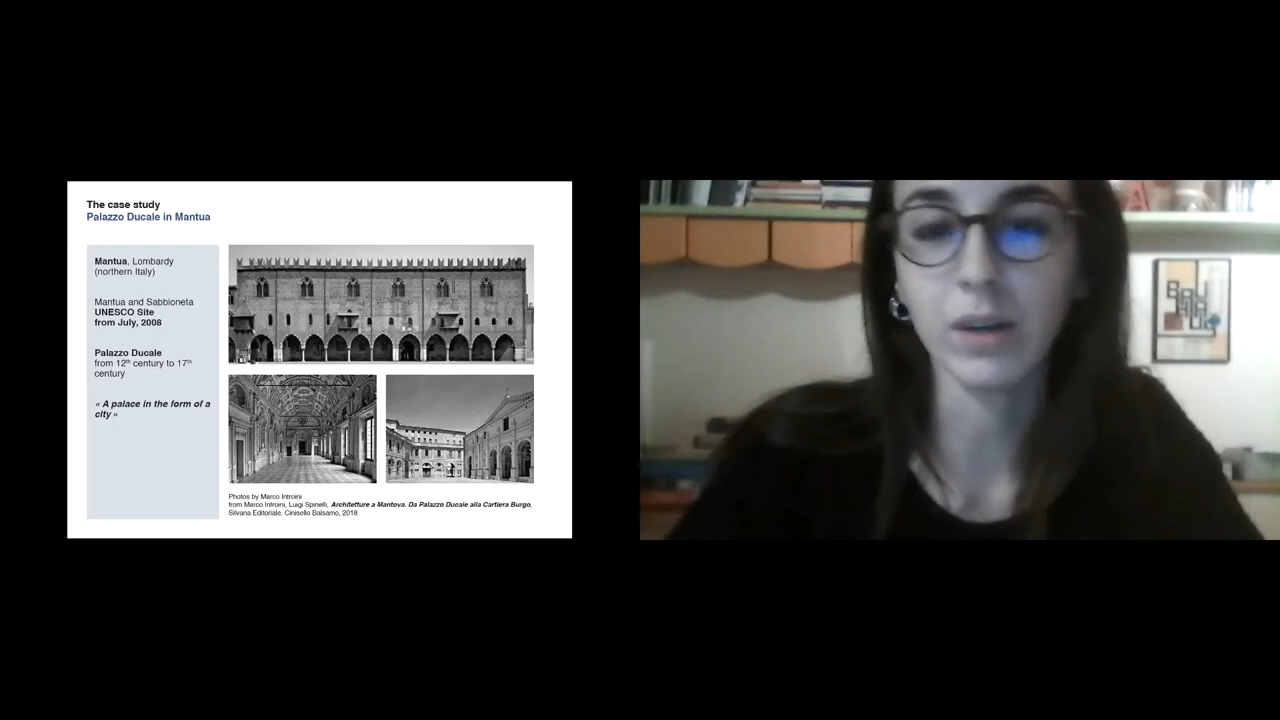 The case study
Palazzo Ducale in Mantua
Mantua, Lombardy
(northern Italy)
Mantua and Sabbioneta
UNESCO Site
from July, 2008
Palazzo Ducale
from 12th century to 17th
century
« A palace in the form of a
city »
Photos by Marco Introini
from Marco Introini, Luigi Spinelli, Architetture a Mantova. Da Palazzo Ducale alla Cartiera Burgo,
Silvana Editoriale, Cinisello Balsamo, 2018